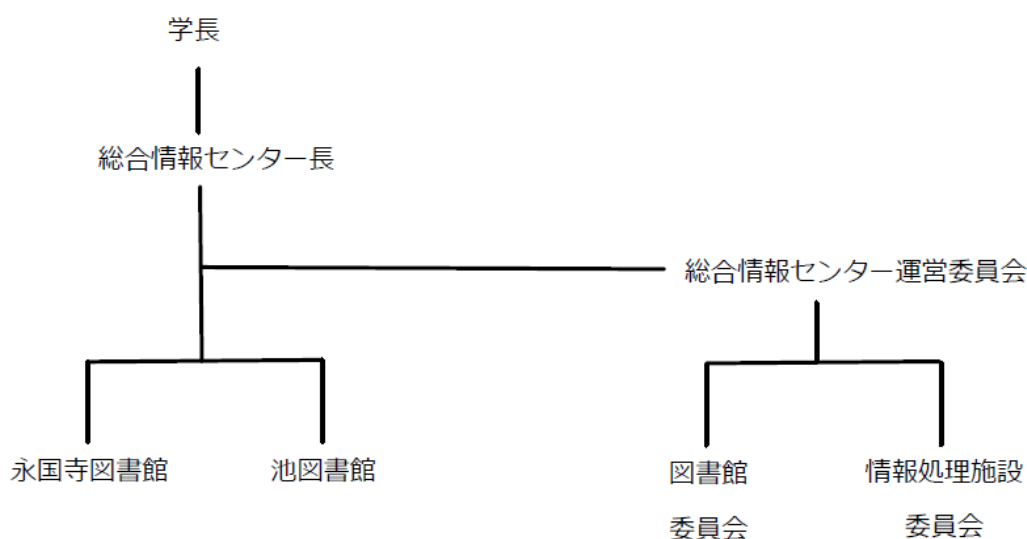 学長
総合情報センター長
総合情報センター運営委員会
永国寺図書館
池図書館
図書館
委員会
情報処理施設
委員会